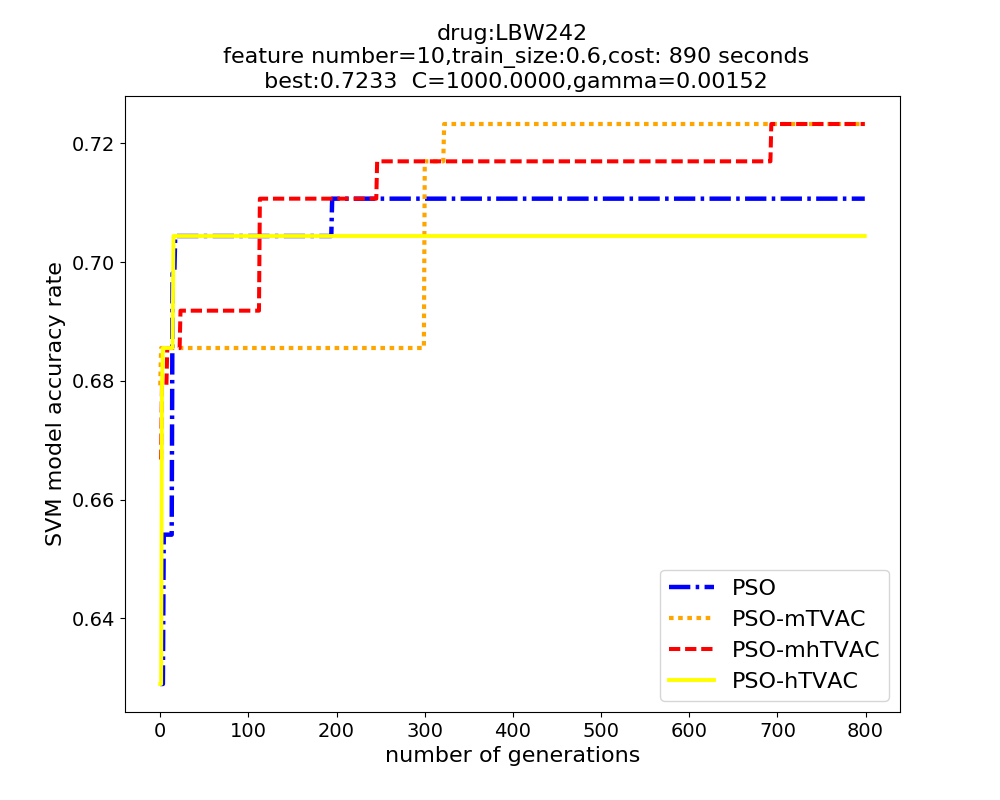 drug:LBW242
feature number=10,train_size:0.6,cost: 890 seconds
best:0.7233  C=1000.0000,gamma=0.00152
SVM model accuracy rate
0.72
0.70
0.68
0.66
0.64
PSO
PSO-mTVAC
PSO-mhTVAC
PSO-hTVAC
0 100 200 300 400 500 600 700 800
number of generations